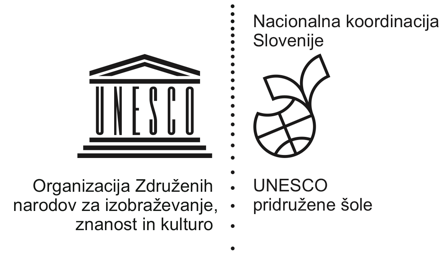 UNESCO
Organizacija Združenih
narodov za izobraževanje,
znanost in kulturo
Nacionalna koordinacija
Slovenije
UNESCO
pridružene šole